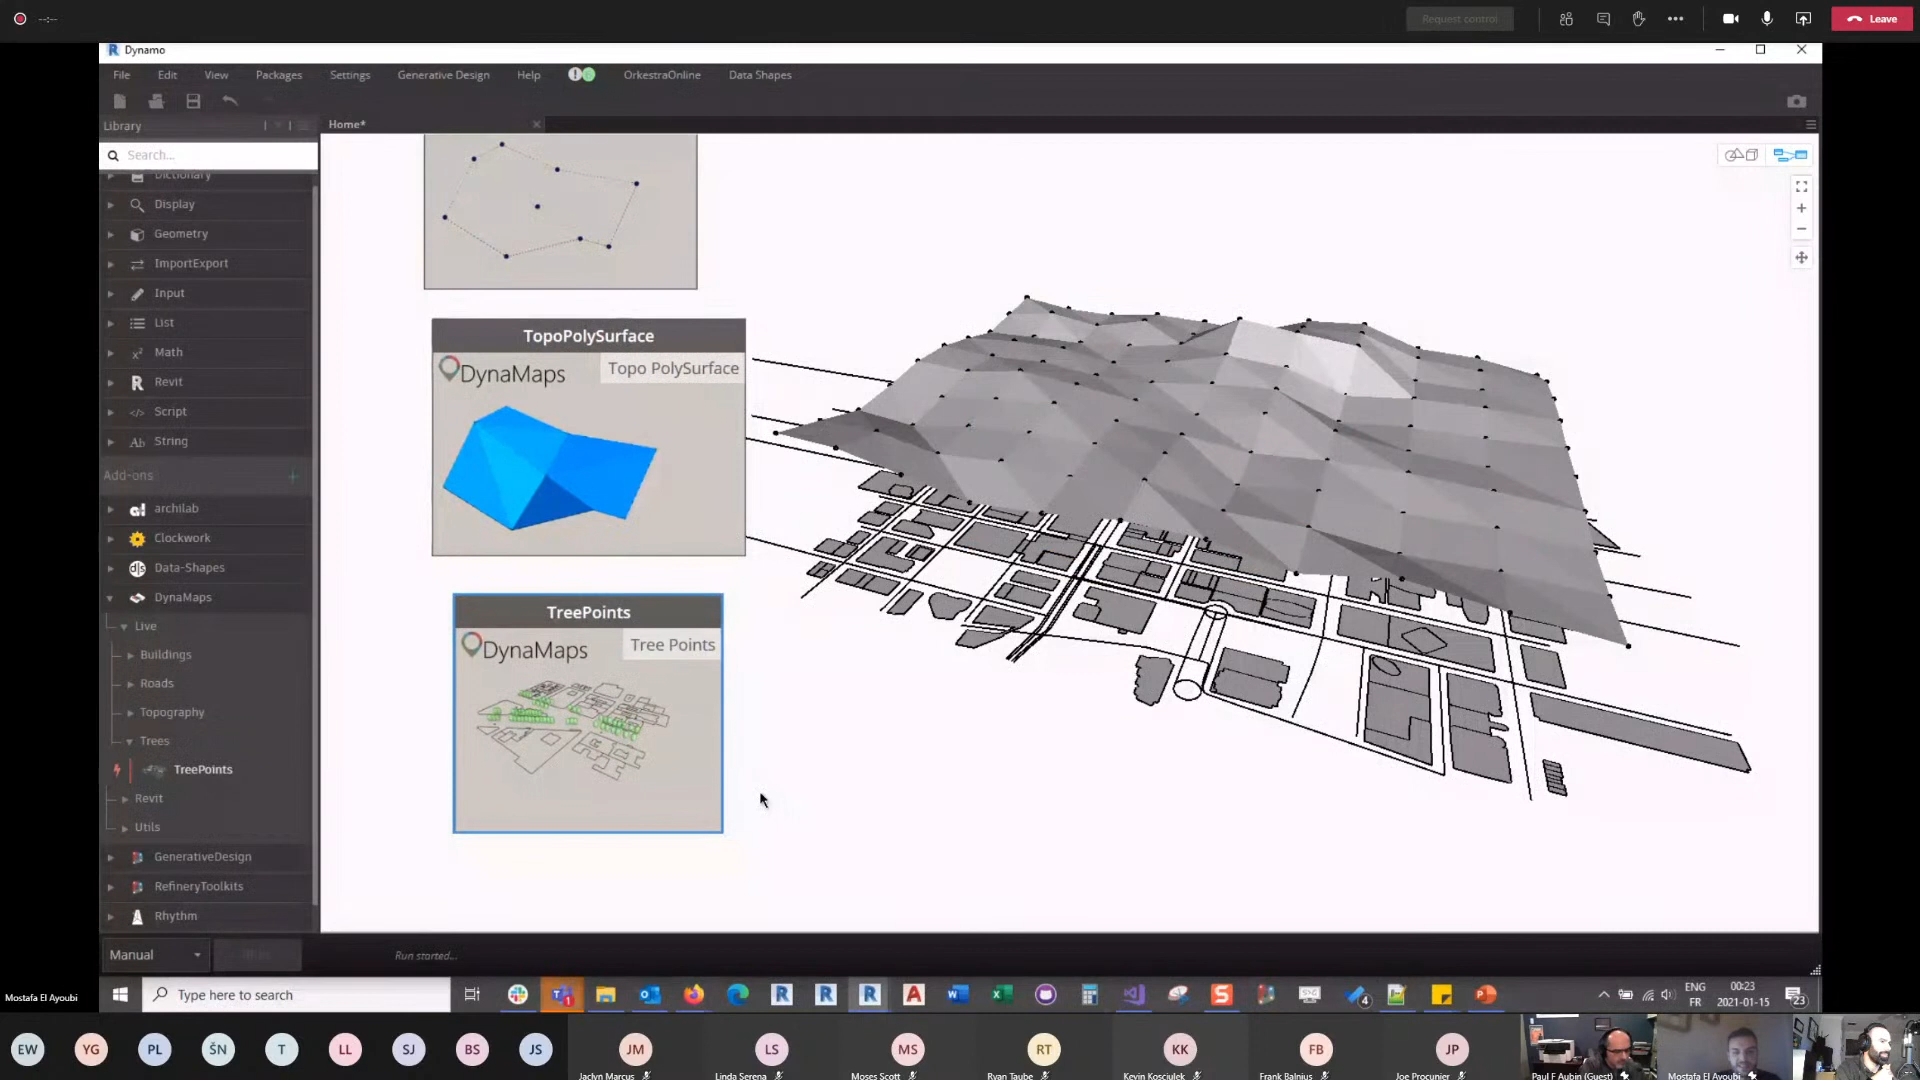 --:--
Request control
Leave
R Dynamo
File Edit View Packages Settings Generative Design Help OrkestraOnline Data Shapes
Library
Home*
Search...
Dictionary
Display
Geometry
ImportExport
Input
List
Math
R Revit
Script
Ab String
Add-ons
archilab
Clockwork
Data-Shapes
DynaMaps
Live
Buildings
Roads
Topography
Trees
TreePoints
Revit
Utils
GenerativeDesign
RefineryToolkits
Rhythm
TopoPolySurface
DynaMaps
Topo PolySurface
TreePoints
DynaMaps
Tree Points
Manual
Run started...
Mostafa El Ayoubi
Type here to search
ENG
FR
00:23
2021-01-15
23
EW YG PL ŠN T LL SJ BS JS JM LS MS RT KK FB JP
Jaclyn Marcus
Linda Serena
Moses Scott
Ryan Taube
Kevin Kosciulek
Frank Balnius
Joe Procunier
Paul F Aubin (Guest)
Mostafa El Ayoubi